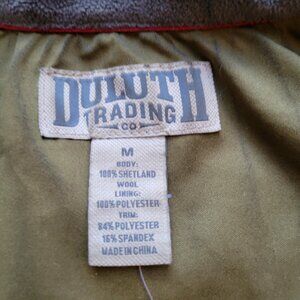 DULUTH
TRADING
CO
M
BODY:
100% SHETLAND
WOOL
LINING:
100% POLYESTER
TRIM:
84% POLYESTER
16% SPANDEX
MADE IN CHINA